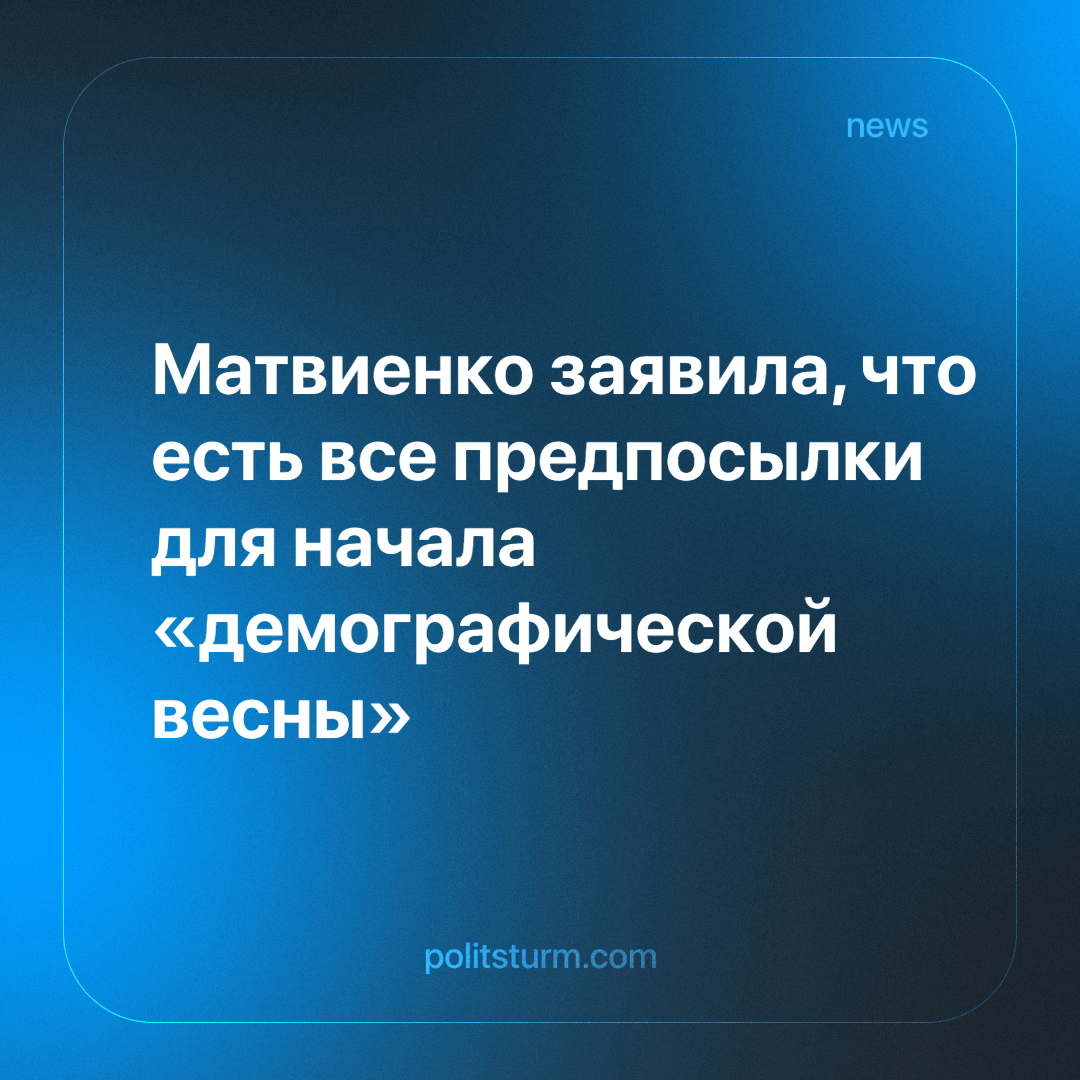 news
Матвиенко заявила, что
есть все предпосылки
для начала
«демографической
весны»
politsturm.com